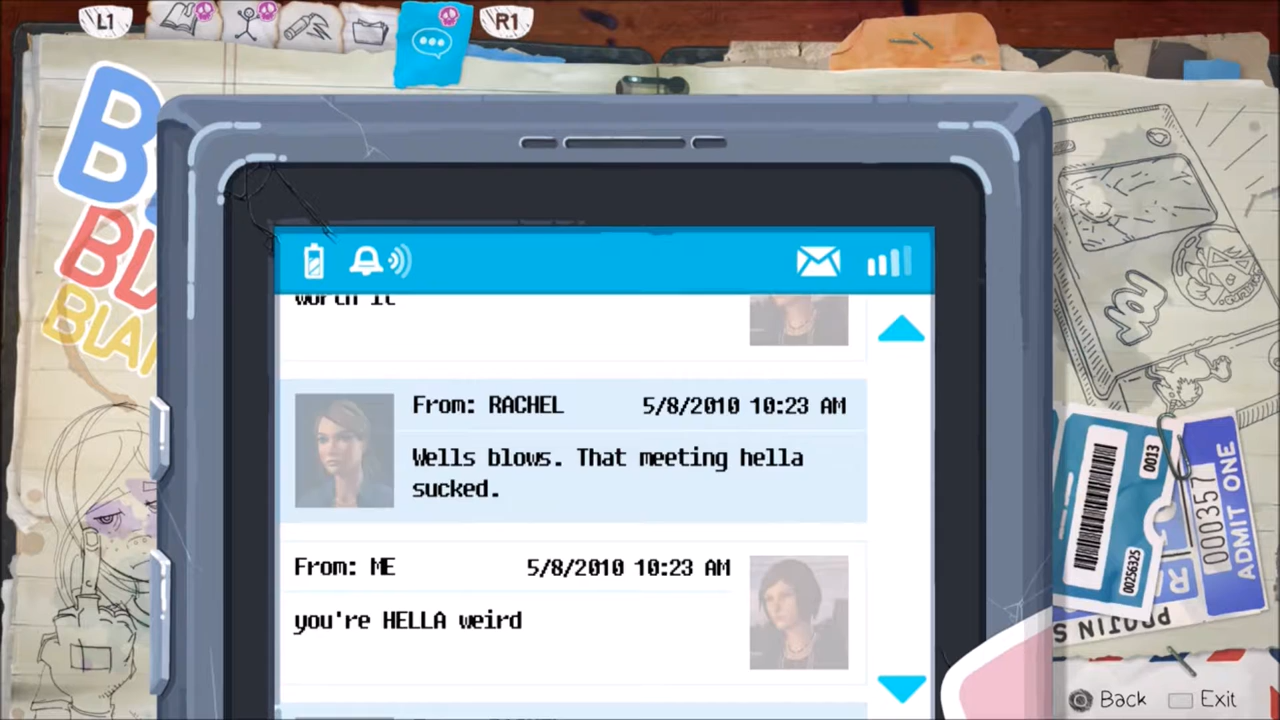 L1
R1
worth it
From: RACHEL 5/8/2010 10:23 AM
Wells blows. That meeting hella
sucked.
From: ME 5/8/2010 10:23 AM
you're HELLA weird
0013
00256325
000357
ADMIT ONE
Back
Exit